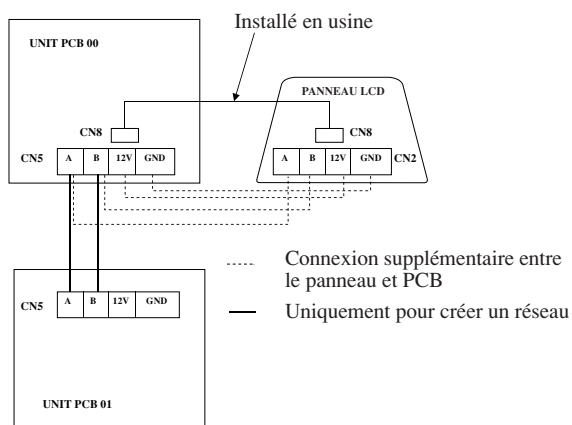 Installé en usine
UNIT PCB 00
PANNEAU LCD
CN8
CN8
CN5 A B 12V GND
A B 12V GND CN2
Connexion supplémentaire entre
le panneau et PCB
CN5 A B 12V GND
Uniquement pour créer un réseau
UNIT PCB 01